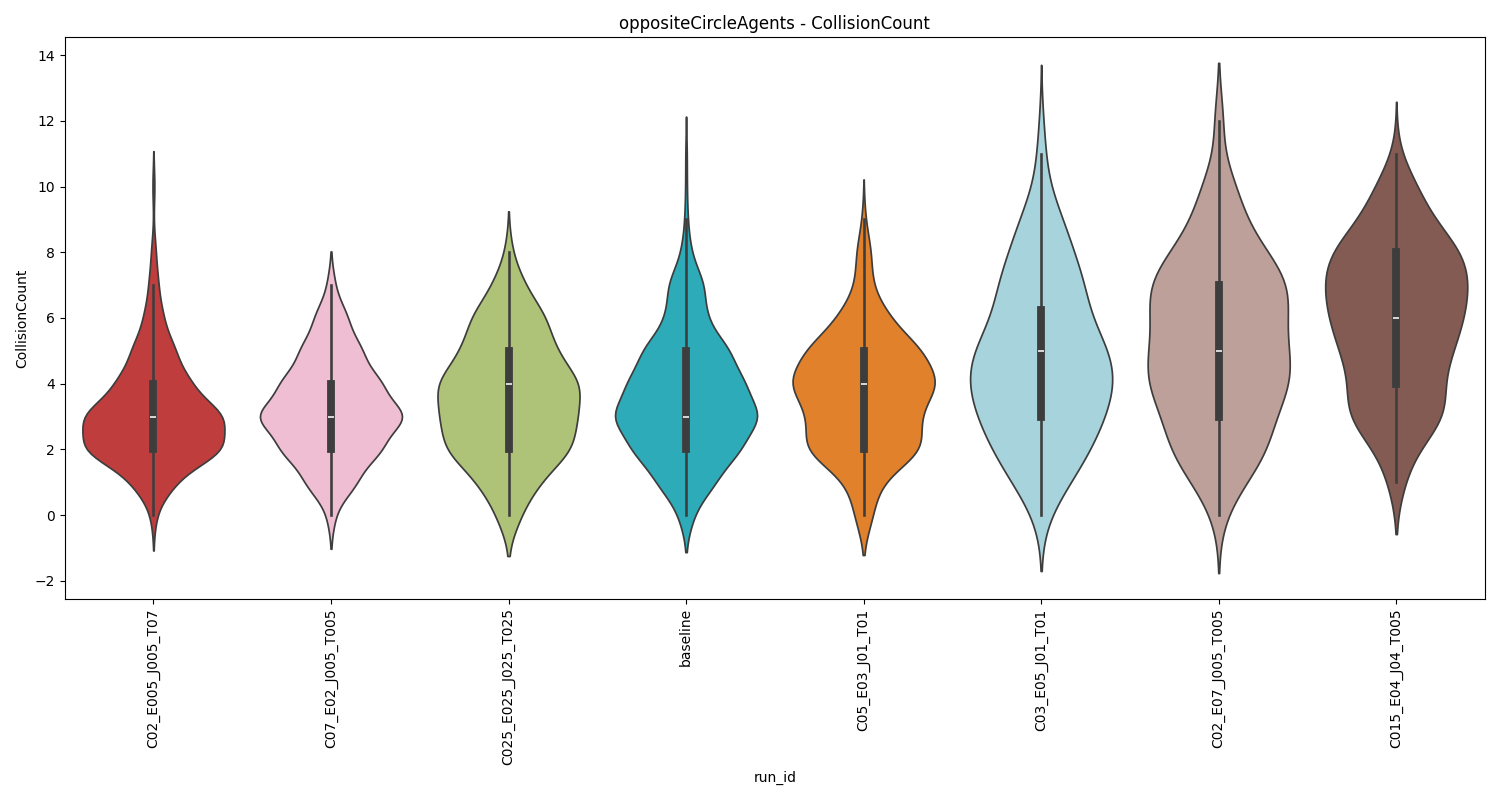 oppositeCircleAgents - CollisionCount
CollisionCount
14
12
10
8
6
4
2
0
−2
C02_E005_J005_T07
C07_E02_J005_T005
C025_E025_J025_T025
baseline
C05_E03_J01_T01
C03_E05_J01_T01
C02_E07_J005_T005
C015_E04_J04_T005
run_id